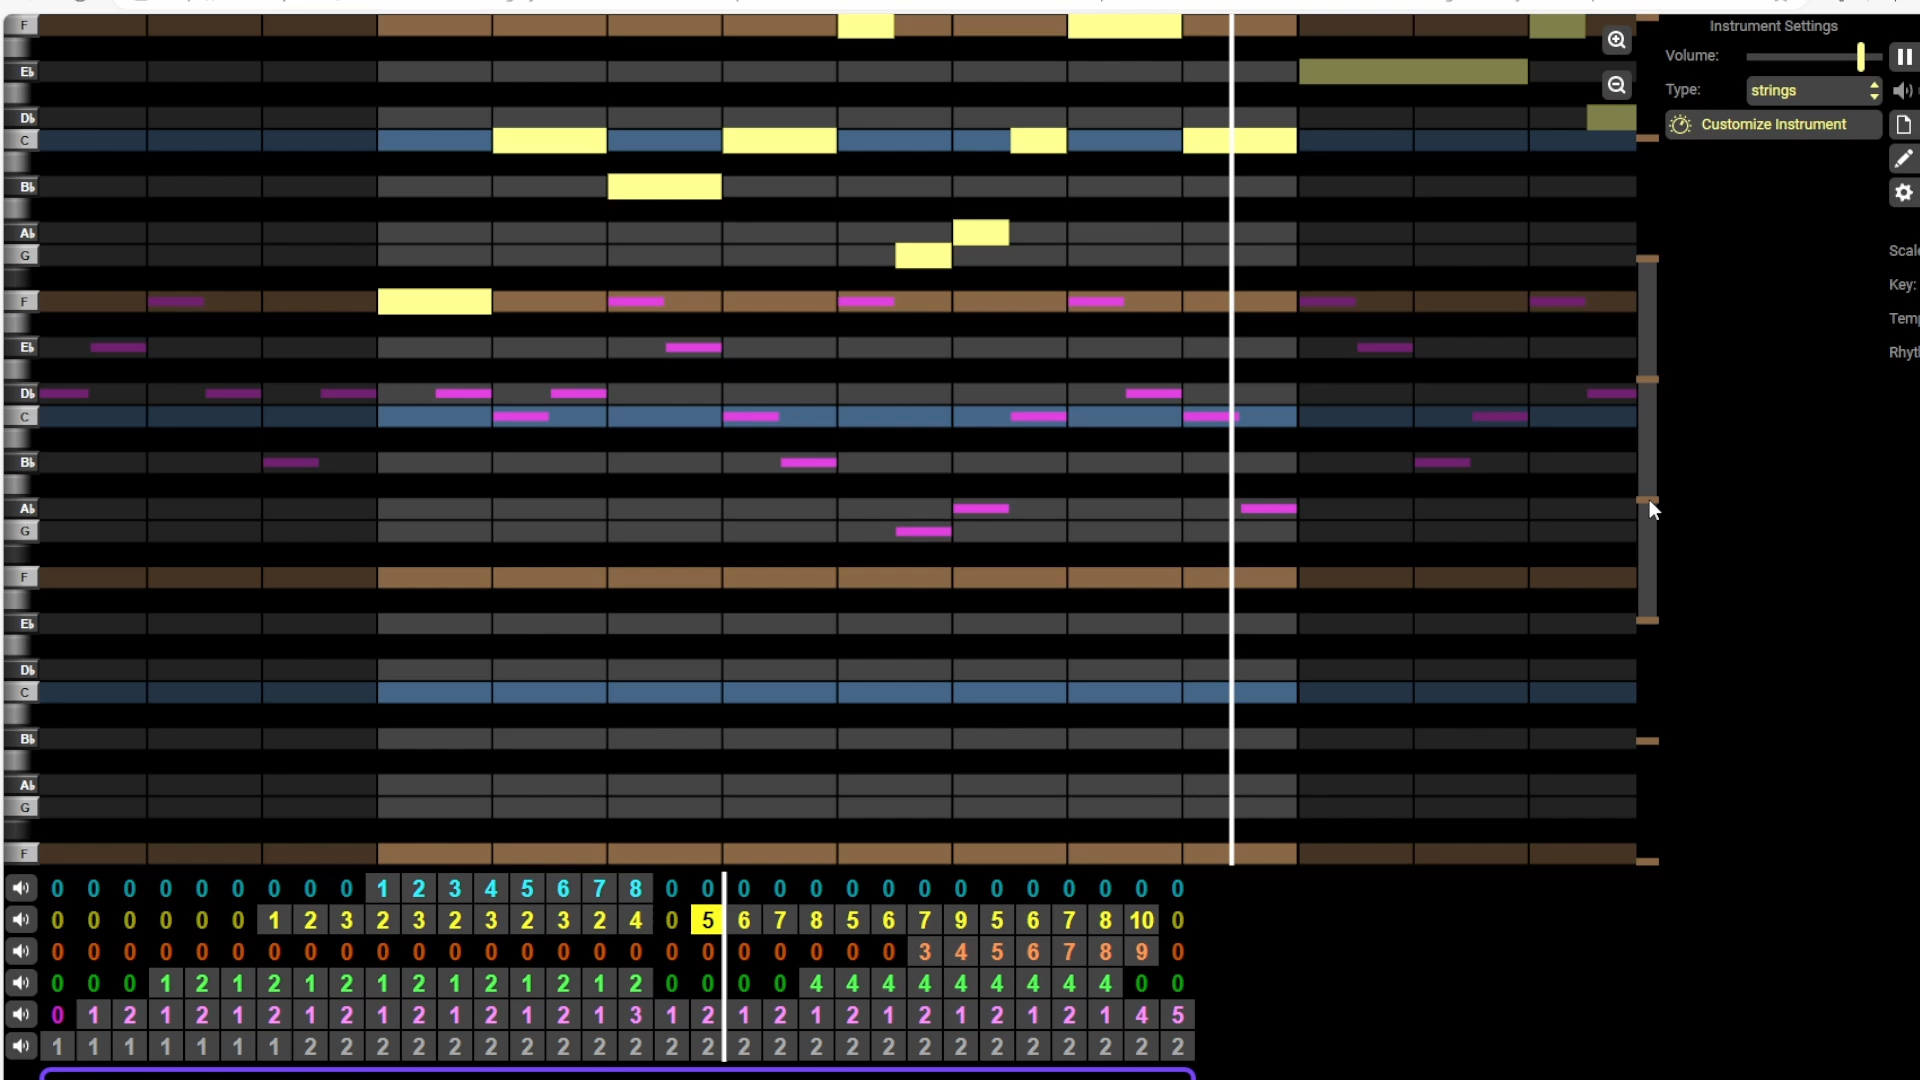 F
E♭
D♭
C
B♭
A♭
G
F
E♭
D♭
C
B♭
A♭
G
F
E♭
D♭
C
B♭
A♭
G
F
Instrument Settings
Volume:
Type: strings
Customize Instrument
Key:
0 0 0 0 0 0 0 0 0 1 2 3 4 5 6 7 8 0 0 0 0 0 0 0 0 0 0 0 0 0 0 0
0 0 0 0 0 0 1 2 3 2 3 2 3 2 3 2 4 0 5 6 7 8 5 6 7 9 5 6 7 8 10 0
0 0 0 0 0 0 0 0 0 0 0 0 0 0 0 0 0 0 0 0 0 0 0 0 3 4 5 6 7 8 9 0
0 0 0 1 2 1 2 1 2 1 2 1 2 1 2 1 2 0 0 0 0 4 4 4 4 4 4 4 4 4 0 0
0 1 2 1 2 1 2 1 2 1 2 1 2 1 2 1 3 1 2 1 2 1 2 1 2 1 2 1 2 1 4 5
1 1 1 1 1 1 1 2 2 2 2 2 2 2 2 2 2 2 2 2 2 2 2 2 2 2 2 2 2 2 2 2